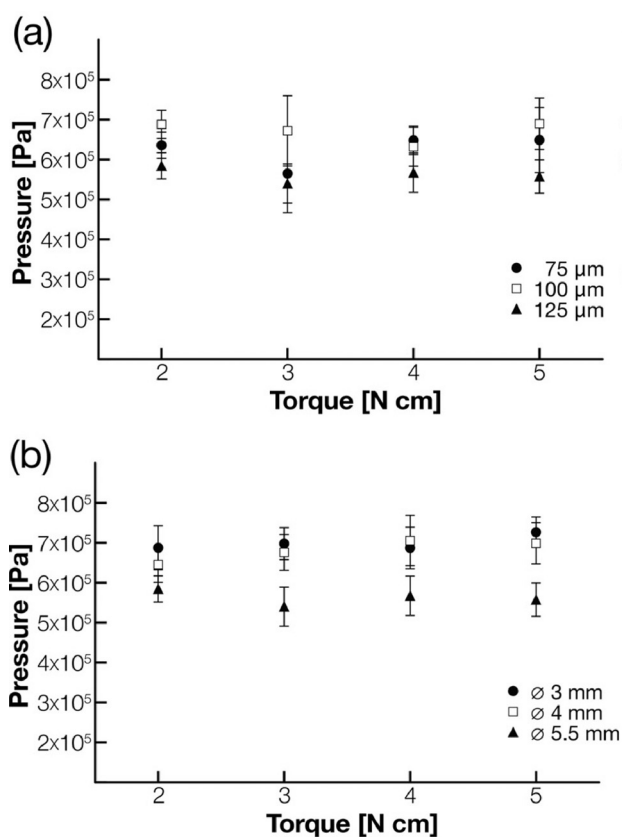 (a)
Pressure [Pa]
8x10⁵
7x10⁵
6x10⁵
5x10⁵
4x10⁵
3x10⁵
2x10⁵
75 µm
100 µm
125 µm
2 3 4 5
Torque [N cm]
(b)
Pressure [Pa]
8x10⁵
7x10⁵
6x10⁵
5x10⁵
4x10⁵
3x10⁵
2x10⁵
∅ 3 mm
∅ 4 mm
∅ 5.5 mm
2 3 4 5
Torque [N cm]